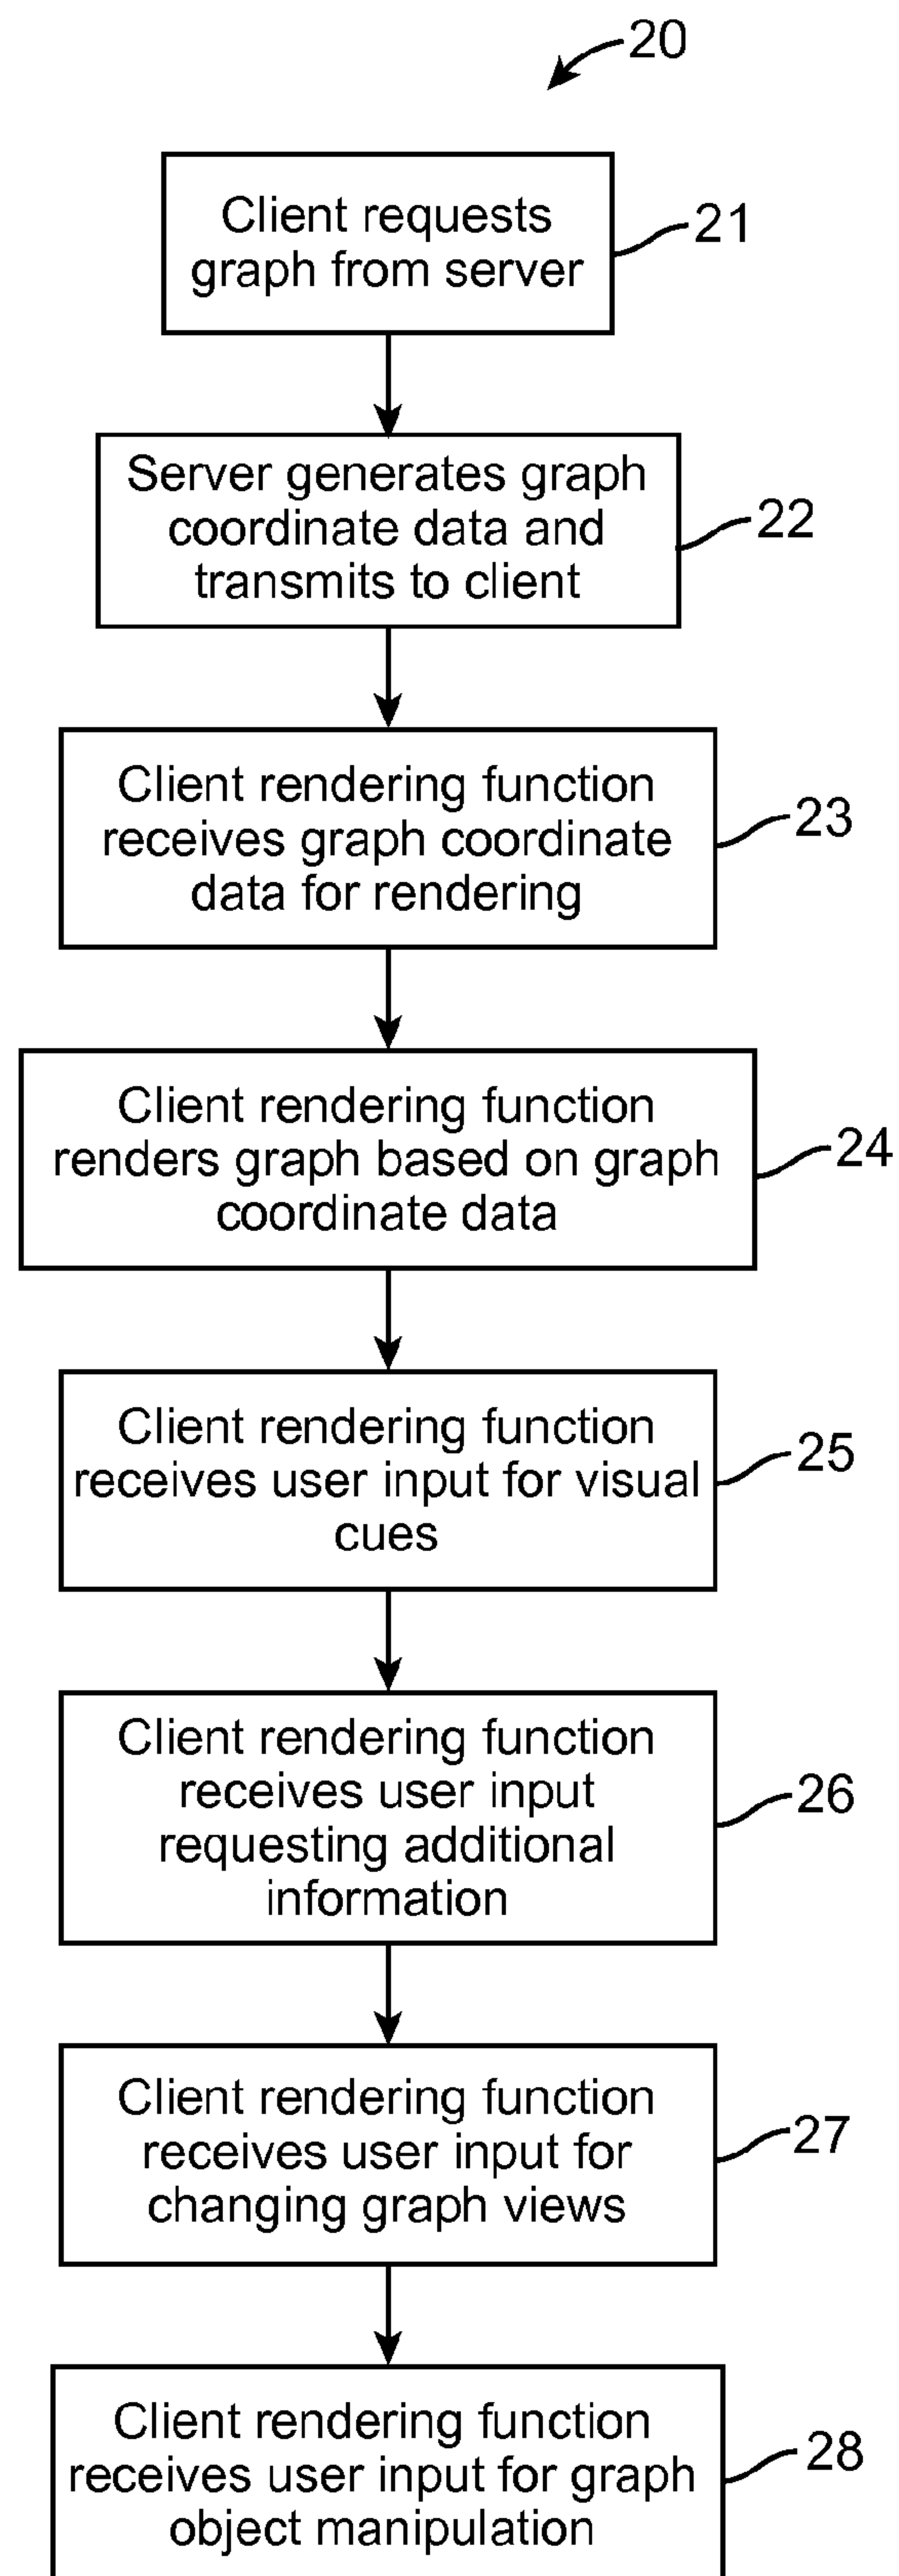 20
Client requests
graph from server
21
Server generates graph
coordinate data and
transmits to client
22
Client rendering function
receives graph coordinate
data for rendering
23
Client rendering function
renders graph based on graph
coordinate data
24
Client rendering function
receives user input for visual
cues
25
Client rendering function
receives user input
requesting additional
information
26
Client rendering function
receives user input for
changing graph views
27
Client rendering function
receives user input for graph
object manipulation
28